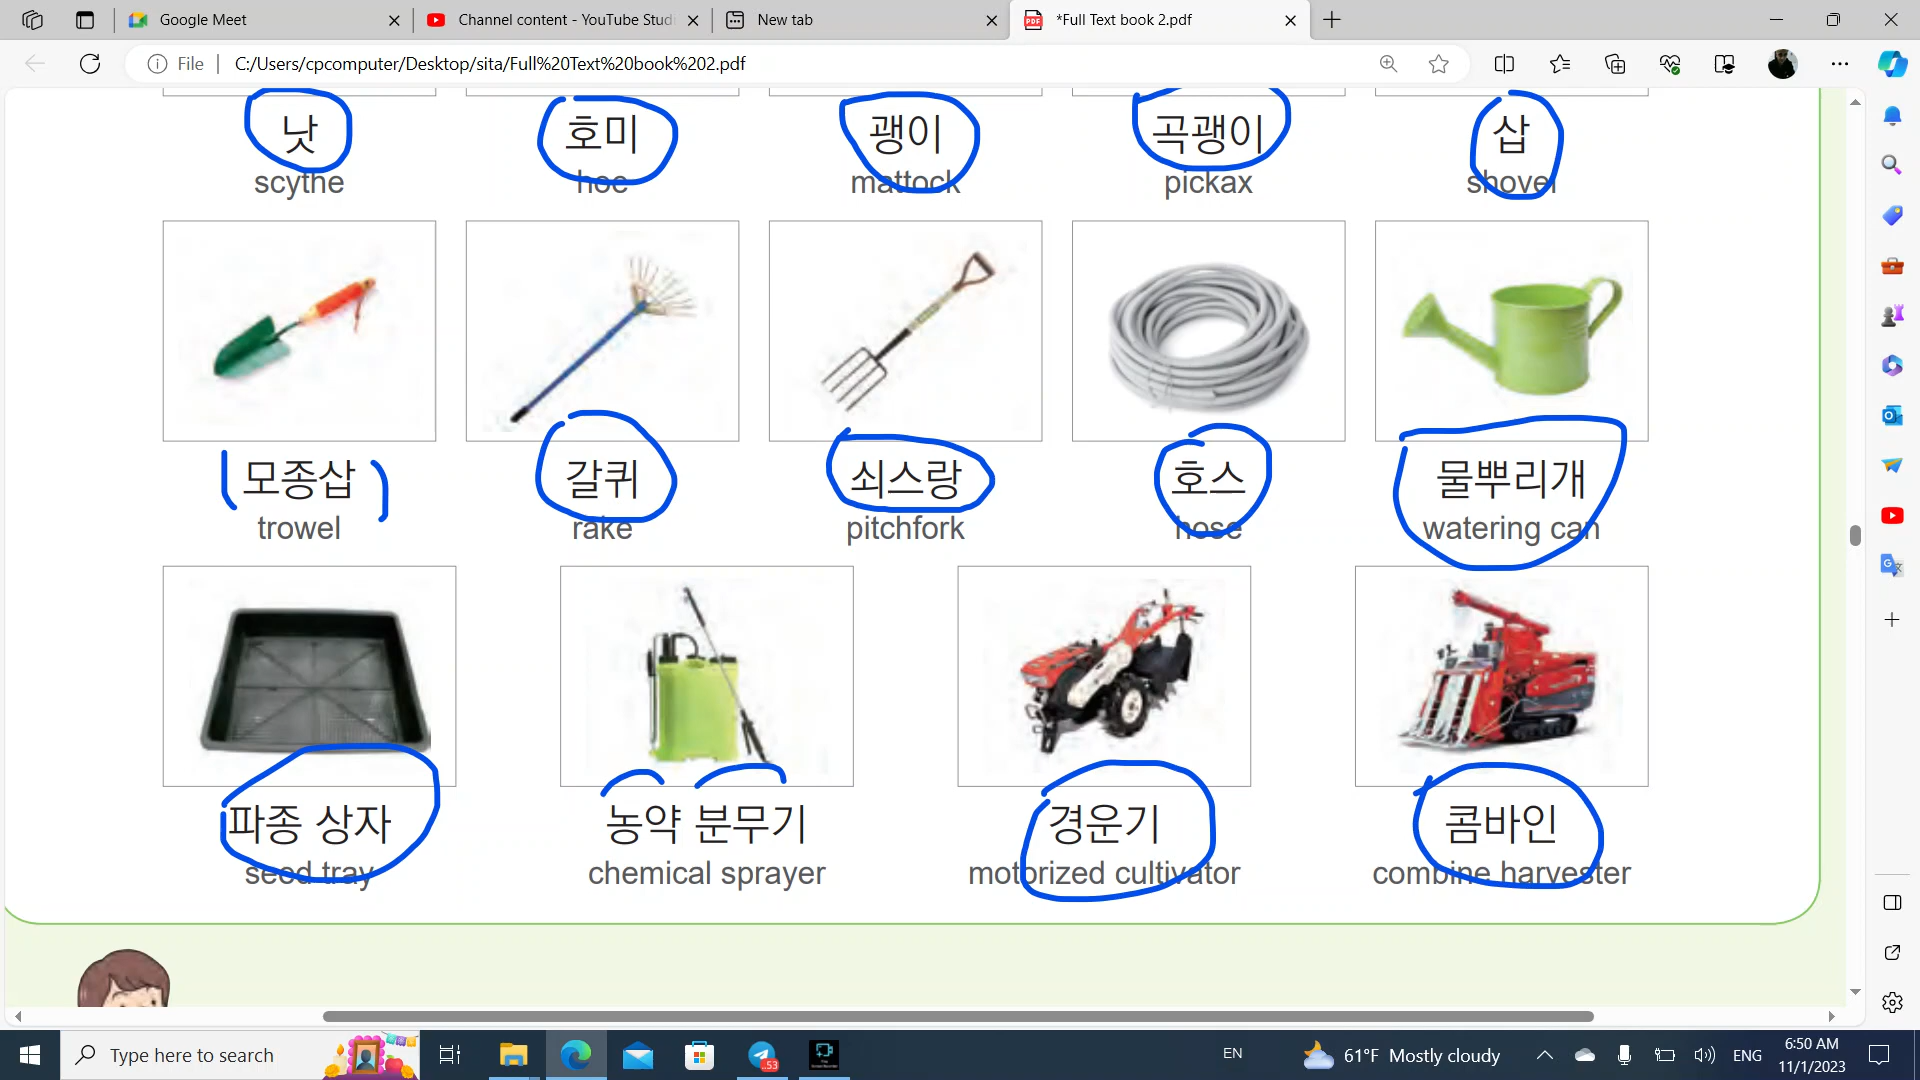 Google Meet
Channel content - YouTube Stud
New tab
*Full Text book 2.pdf
File
C:/Users/cpcomputer/Desktop/sita/Full%20Text%20book%202.pdf
낫 호미 괭이 곡괭이 삽
scythe hoe mattock pickax shovel
모종삽 갈퀴 쇠스랑 호스 물뿌리개
trowel rake pitchfork hose watering can
파종 상자 농약 분무기 경운기 콤바인
seed tray chemical sprayer motorized cultivator combine harvester
Type here to search
.53
EN
61°F Mostly cloudy
ENG
6:50 AM
11/1/2023